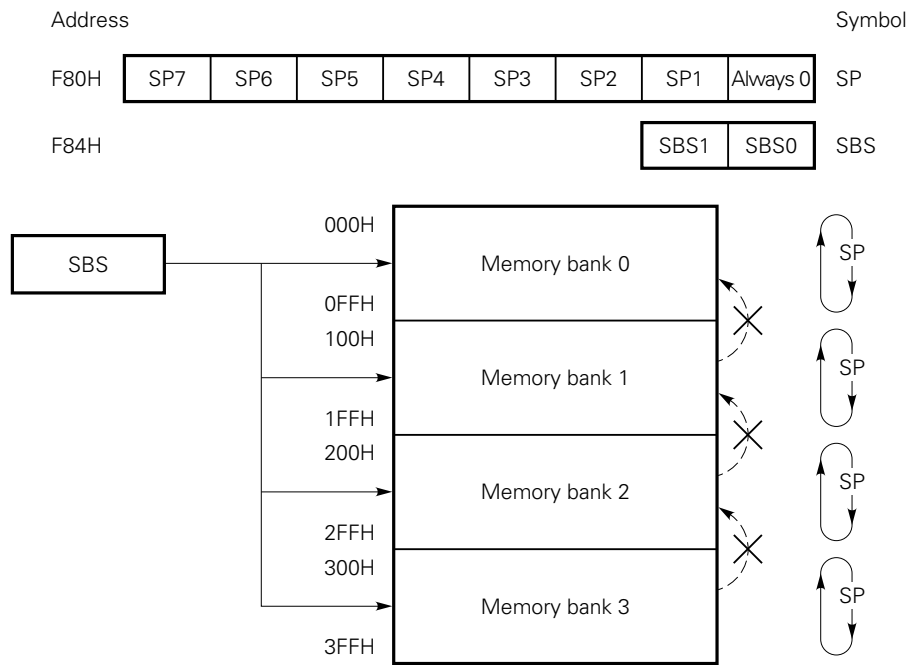 Address Symbol
F80H SP7 SP6 SP5 SP4 SP3 SP2 SP1 Always 0 SP
F84H SBS1 SBS0 SBS
000H
SBS Memory bank 0 SP
0FFH
100H
Memory bank 1 SP
1FFH
200H
Memory bank 2 SP
2FFH
300H
Memory bank 3 SP
3FFH